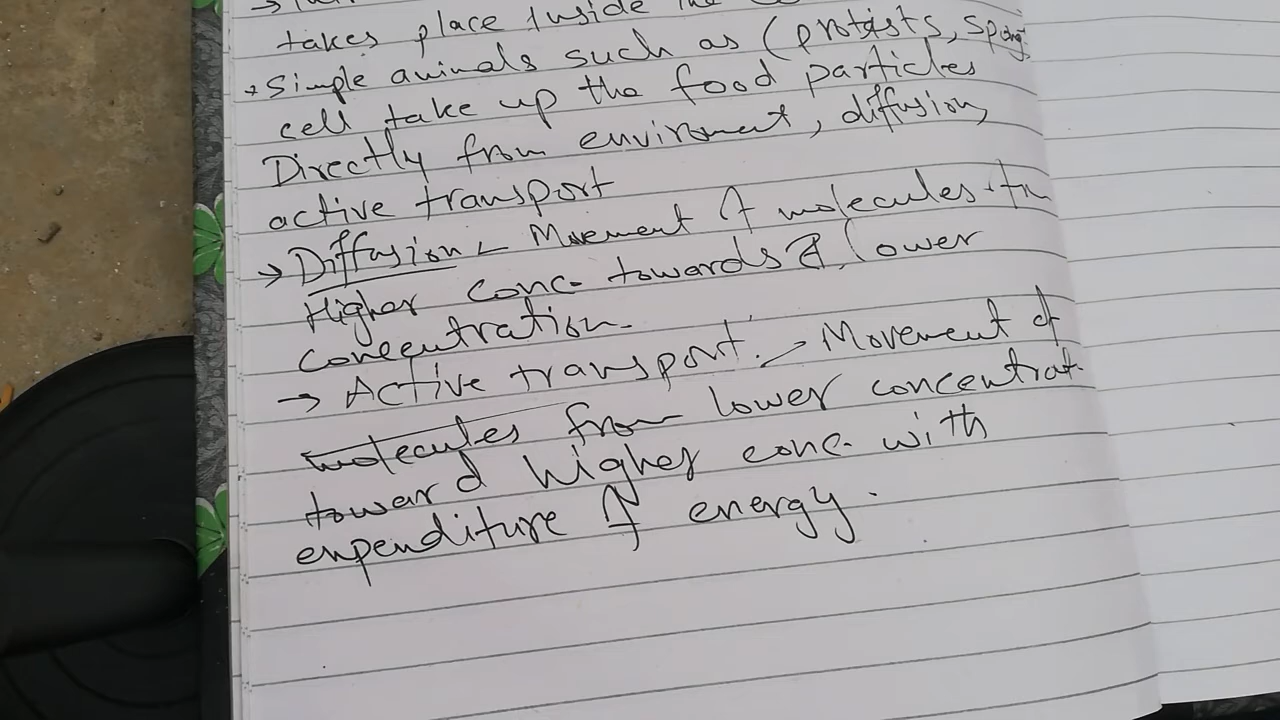 takes place inside the
→ Simple animals such as (protists, spong
cell take up the food particles
Directly from enviroment, diffusion,
active transport
→ Diffusion - Movement of molecules
Higher conc. towards lower
concentration.
→ Active transport. - Movement of
molecules from lower concentrat.
toward higher conc. with
expenditure of energy.